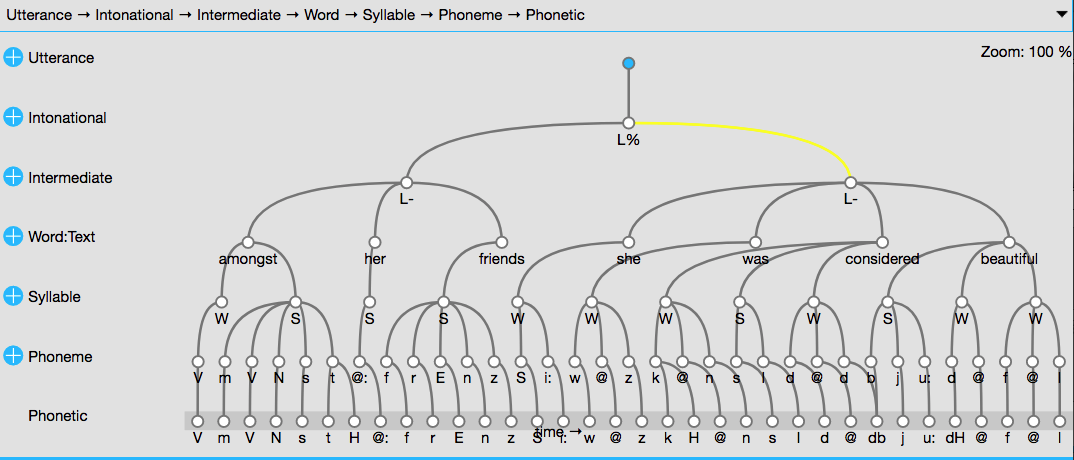 Utterance → Intonational → Intermediate → Word → Syllable → Phoneme → Phonetic
Utterance
Zoom: 100 %
Intonational
L%
Intermediate
L- L-
Word:Text
amongst her friends she was considered beautiful
Syllable
W S S S W W W S W S W W
Phoneme
V m V N s t @: f r E n z S i: w @ z k @ n s I d @ d b j u: d @ f @ l
Phonetic
V m V N s t H @: f r E n z S i: w @ z k H @ n s I d @ db j u: dH @ f @ l
time →